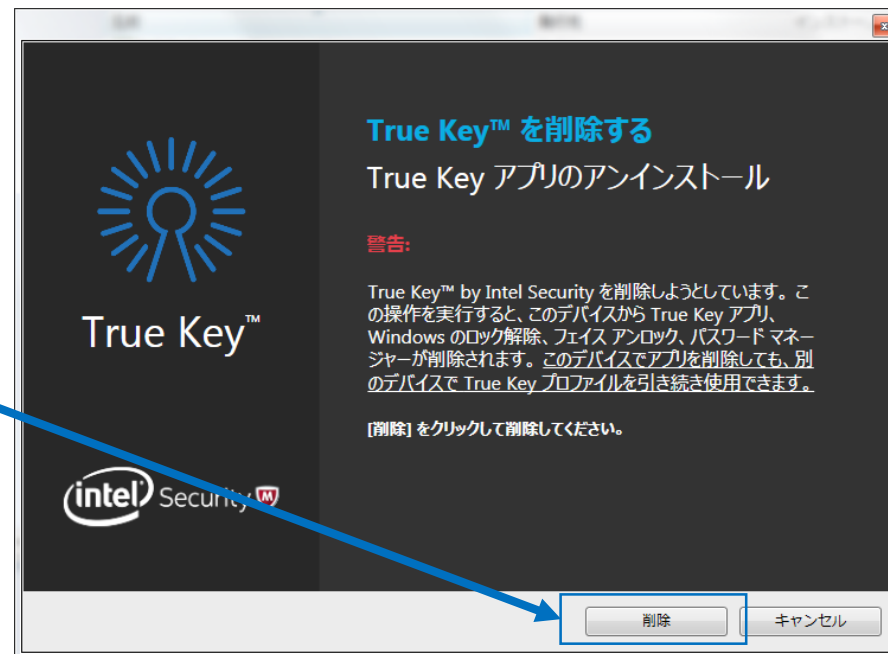 True Key™ を削除する
True Key アプリのアンインストール
警告:
True Key™ by Intel Security を削除しようとしています。こ
の操作を実行すると、このデバイスから True Key アプリ、
Windows のロック解除、フェイス アンロック、パスワード マネー
ジャーが削除されます。このデバイスでアプリを削除しても、別
のデバイスで True Key プロファイルを引き続き使用できます。
[削除] をクリックして削除してください。
True Key™
intel Security
削除
キャンセル